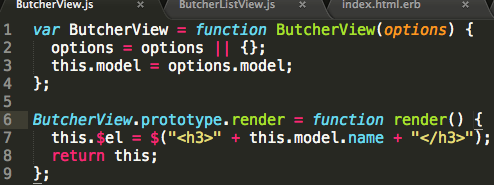 ButcherView.js × ButcherListView.js × index.html.erb
1 var ButcherView = function ButcherView(options) {
2   options = options || {};
3   this.model = options.model;
4 };
5
6 ButcherView.prototype.render = function render() {
7   this.$el = $("<h3>" + this.model.name + "</h3>");
8   return this;
9 };